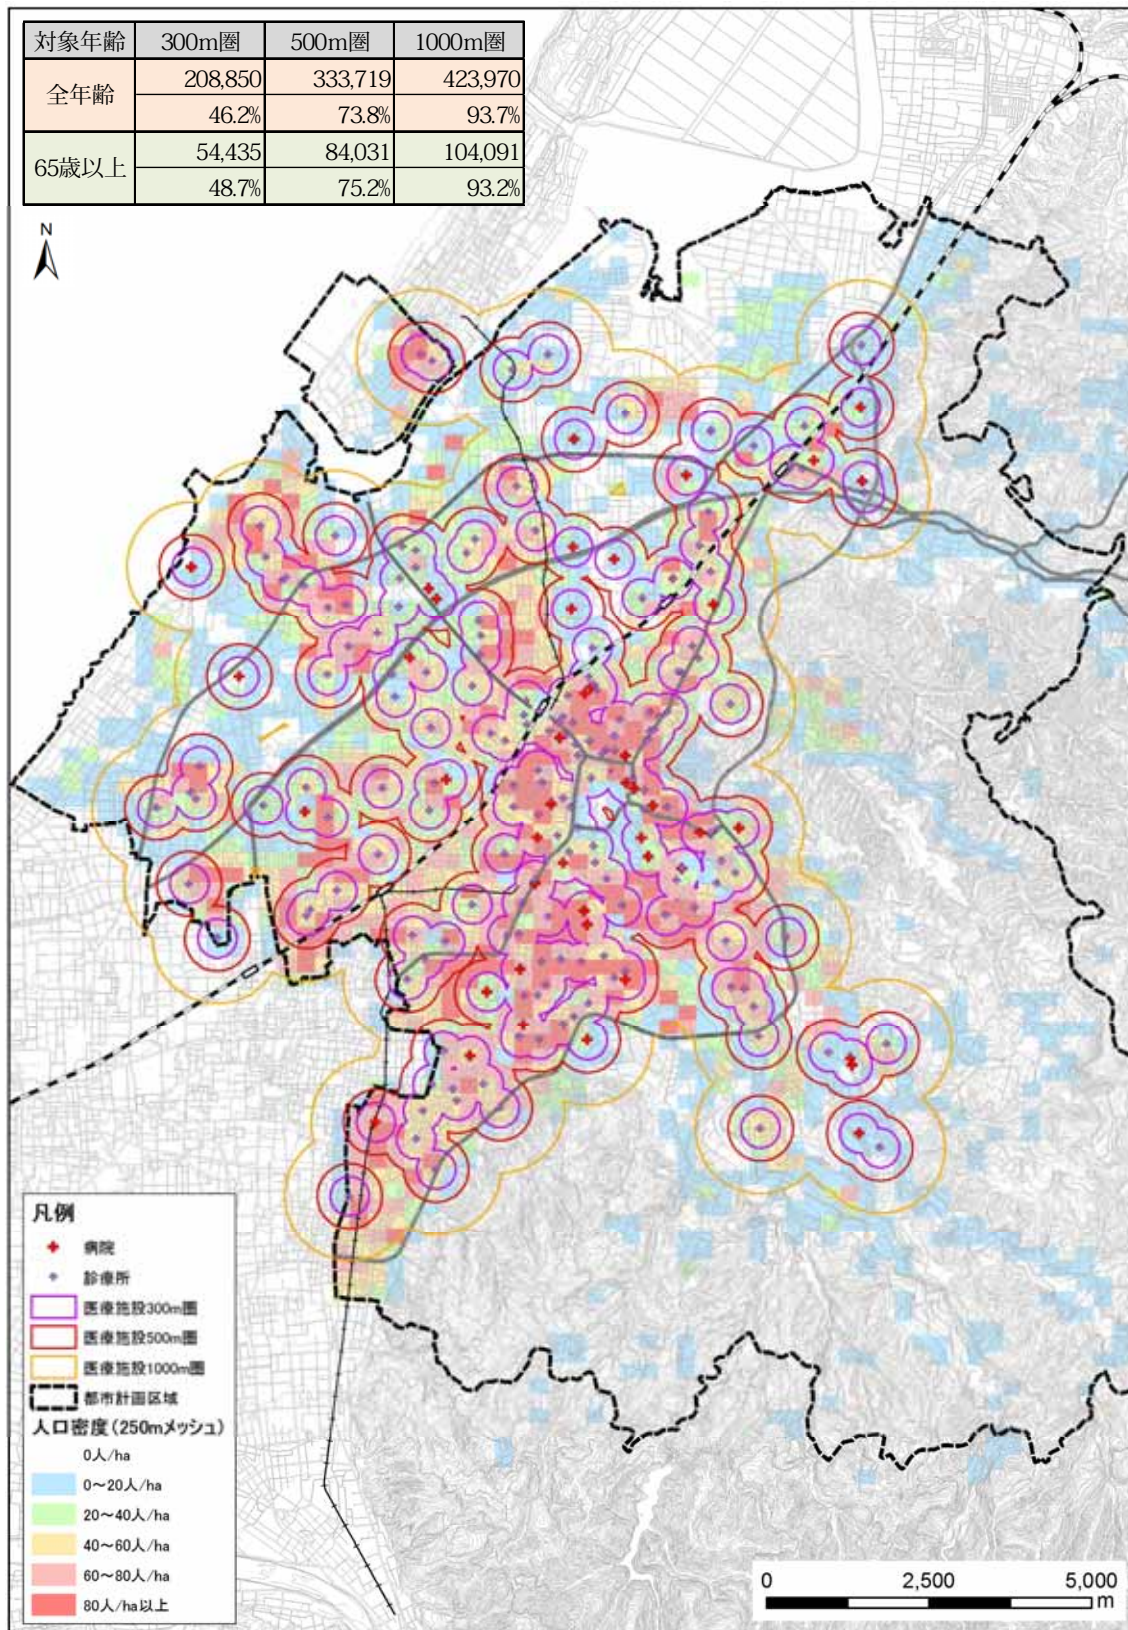 対象年齢 300m圏 500m圏 1000m圏
全年齢 208,850 333,719 423,970
46.2% 73.8% 93.7%
65歳以上 54,435 84,031 104,091
48.7% 75.2% 93.2%
N
凡例
病院
診療所
医療施設300m圏
医療施設500m圏
医療施設1000m圏
都市計画区域
人口密度(250mメッシュ)
0人/ha
0～20人/ha
20～40人/ha
40～60人/ha
60～80人/ha
80人/ha以上
0 2,500 5,000
m